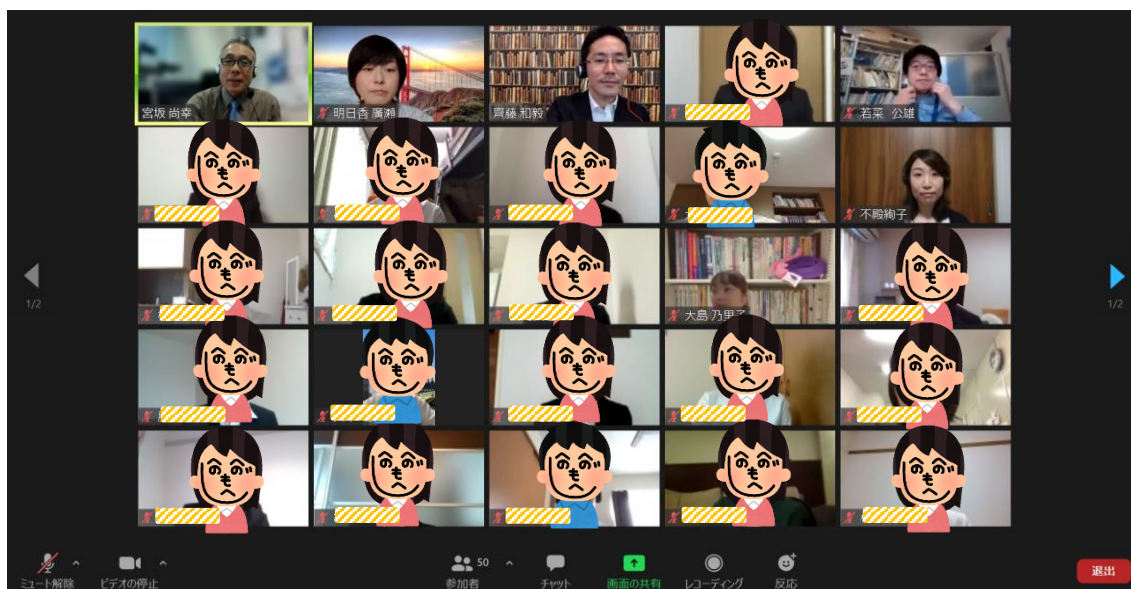 宮坂 尚幸
明日香 廣瀬
齊藤 和毅
若菜 公雄
不殿絢子
大島 乃里子
1/2
1/2
ミュート解除
ビデオの停止
50
参加者
チャット
画面の共有
レコーディング
反応
退出